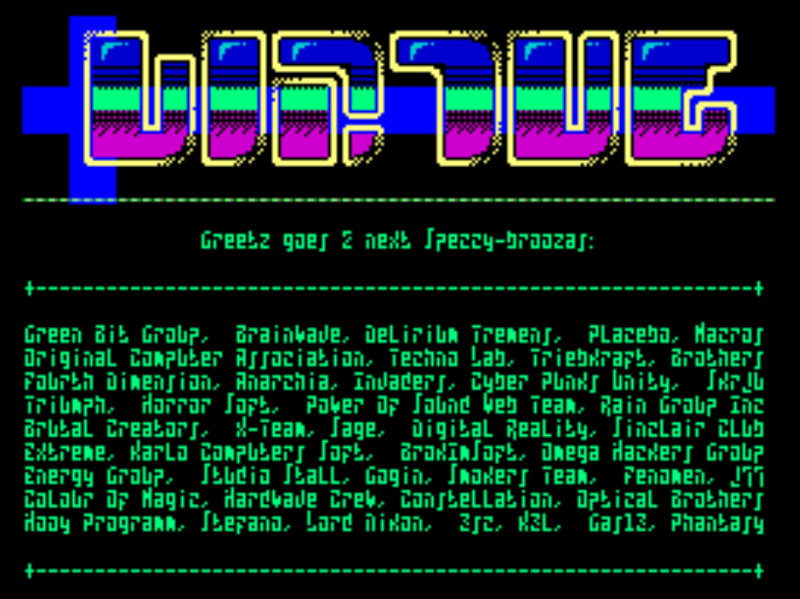 VIRTUE
Greetz goes 2 next Speccy-broozas:
Green Bit Group, Brainwave, Delirium Tremens, Placebo, Macros
Original Computer Association, Techno Lab, Triebkraft, Brothers
Fourth Dimension, Anarchia, Invaders, Cyber Punks Unity, Skrju
Triumph, Horror Soft, Power Of Sound Web Team, Rain Group Inc
Brutal Creators, X-Team, Sage, Digital Reality, Sinclair Club
Extreme, Karlo Computers Soft, BrokImSoft, Omega Hackers Group
Energy Group, Studio Stall, Gogin, Smokers Team, Fenomen,
Colour Of Magic, Hardwave Crew, Constellation, Optical Brothers
Hooy Programm, Stefano, Lord Nikon, 3sc, K3L, Gasl3, Phantasy